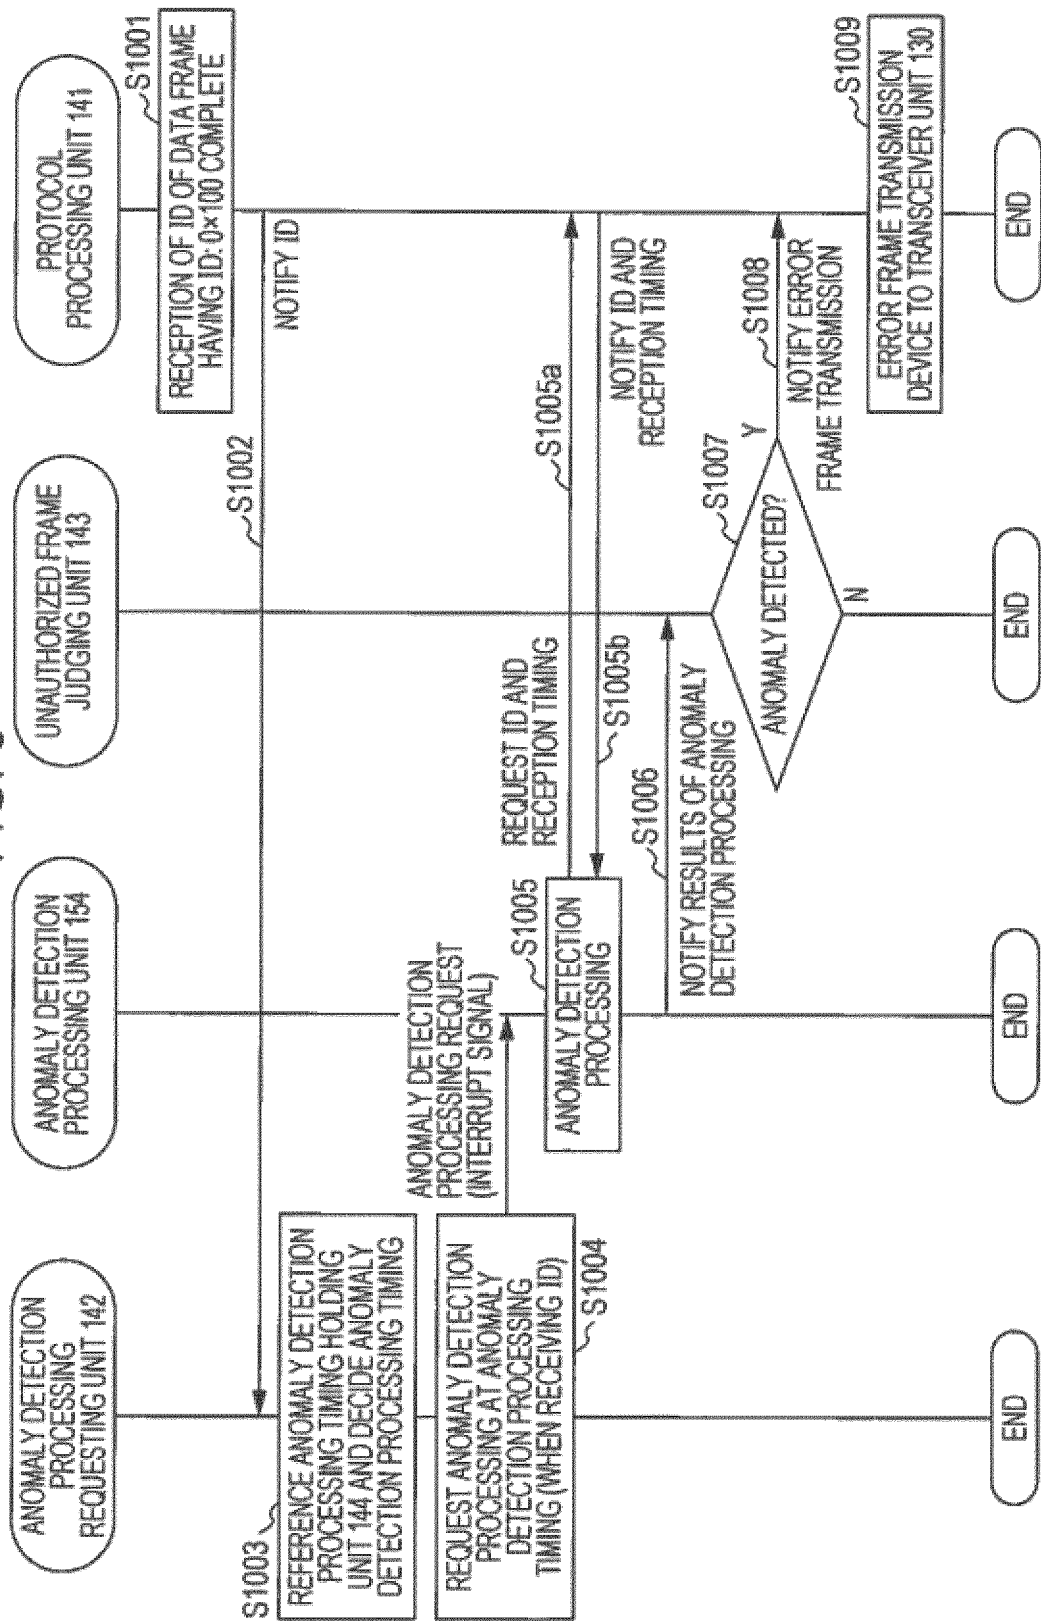 ANOMALY DETECTION
PROCESSING
REQUESTING UNIT 142
ANOMALY DETECTION
PROCESSING UNIT 154
UNAUTHORIZED FRAME
JUDGING UNIT 143
PROTOCOL
PROCESSING UNIT 141
S1001
RECEPTION OF ID OF DATA FRAME
HAVING ID: 0×100 COMPLETE
S1002
NOTIFY ID
S1003
REFERENCE ANOMALY DETECTION
PROCESSING TIMING HOLDING
UNIT 144 AND DECIDE ANOMALY
DETECTION PROCESSING TIMING
ANOMALY DETECTION
PROCESSING REQUEST
(INTERRUPT SIGNAL)
REQUEST ANOMALY DETECTION
PROCESSING AT ANOMALY
DETECTION PROCESSING
TIMING (WHEN RECEIVING ID)
S1004
S1005
ANOMALY DETECTION
PROCESSING
REQUEST ID AND
RECEPTION TIMING
S1005a
S1005b
NOTIFY ID AND
RECEPTION TIMING
S1006
NOTIFY RESULTS OF ANOMALY
DETECTION PROCESSING
S1007
ANOMALY DETECTED?
Y
N
S1008
NOTIFY ERROR
FRAME TRANSMISSION
S1009
ERROR FRAME TRANSMISSION
DEVICE TO TRANSCEIVER UNIT 130
END
END
END
END